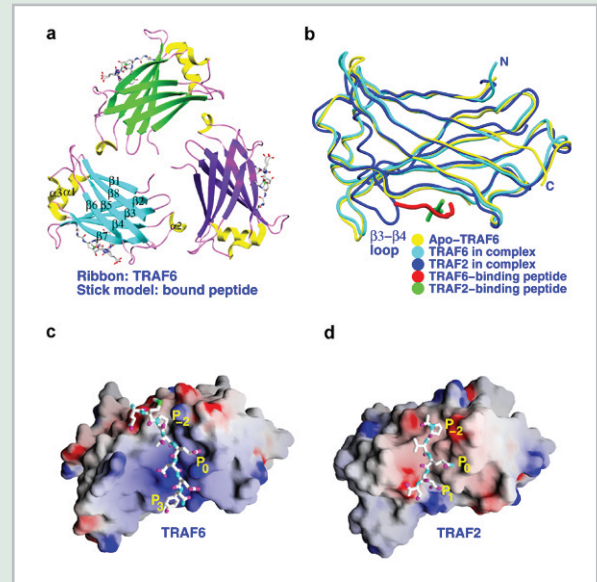 a
α3α1
β1
β8
β6 β5
β2
β3
β4
β7
α2
Ribbon: TRAF6
Stick model: bound peptide
b
N
C
β3–β4
loop
Apo–TRAF6
TRAF6 in complex
TRAF2 in complex
TRAF6–binding peptide
TRAF2–binding peptide
c
P-2
P0
P3
TRAF6
d
P-2
P0
P1
TRAF2